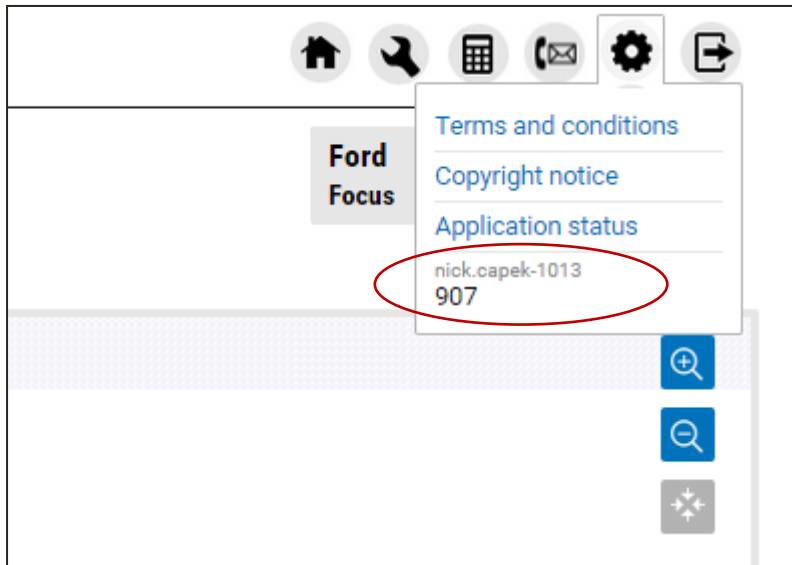 Ford
Focus
Terms and conditions
Copyright notice
Application status
nick.capek-1013
907